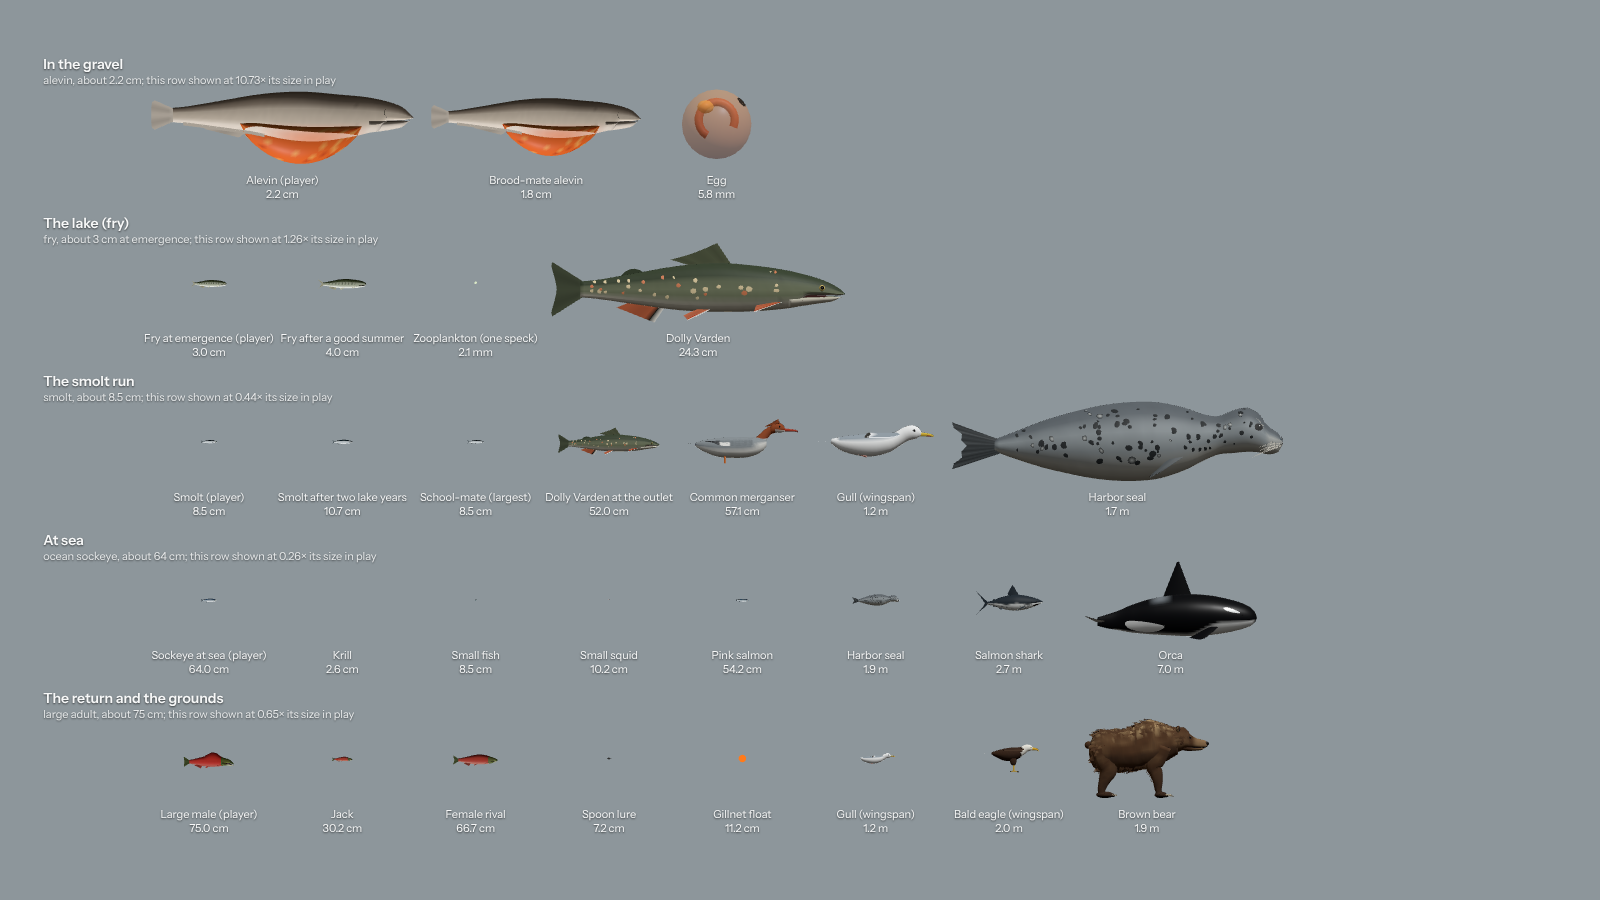 In the gravel
alevin, about 2.2 cm; this row shown at 10.73× its size in play
Alevin (player)
2.2 cm
Brood-mate alevin
1.8 cm
Egg
5.8 mm
The lake (fry)
fry, about 3 cm at emergence; this row shown at 1.26× its size in play
Fry at emergence (player)
3.0 cm
Fry after a good summer
4.0 cm
Zooplankton (one speck)
2.1 mm
Dolly Varden
24.3 cm
The smolt run
smolt, about 8.5 cm; this row shown at 0.44× its size in play
Smolt (player)
8.5 cm
Smolt after two lake years
10.7 cm
School-mate (largest)
8.5 cm
Dolly Varden at the outlet
52.0 cm
Common merganser
57.1 cm
Gull (wingspan)
1.2 m
Harbor seal
1.7 m
At sea
ocean sockeye, about 64 cm; this row shown at 0.26× its size in play
Sockeye at sea (player)
64.0 cm
Krill
2.6 cm
Small fish
8.5 cm
Small squid
10.2 cm
Pink salmon
54.2 cm
Harbor seal
1.9 m
Salmon shark
2.7 m
Orca
7.0 m
The return and the grounds
large adult, about 75 cm; this row shown at 0.65× its size in play
Large male (player)
75.0 cm
Jack
30.2 cm
Female rival
66.7 cm
Spoon lure
7.2 cm
Gillnet float
11.2 cm
Gull (wingspan)
1.2 m
Bald eagle (wingspan)
2.0 m
Brown bear
1.9 m